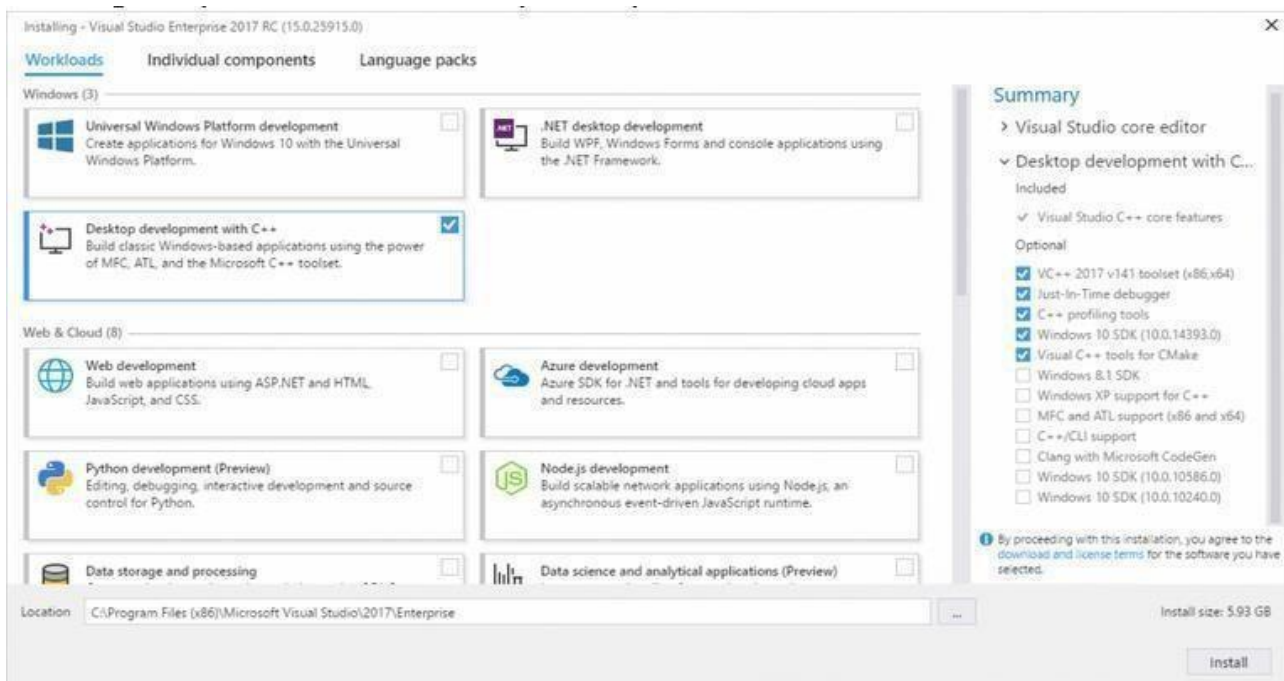 Installing - Visual Studio Enterprise 2017 RC (15.0.25915.0)
Workloads
Individual components
Language packs
Windows (3)
Universal Windows Platform development
Create applications for Windows 10 with the Universal
Windows Platform.
.NET desktop development
Build WPF, Windows Forms and console applications using
the .NET Framework.
Desktop development with C++
Build classic Windows-based applications using the power
of MFC, ATL, and the Microsoft C++ toolset.
Web & Cloud (8)
Web development
Build web applications using ASP.NET and HTML,
JavaScript, and CSS.
Azure development
Azure SDK for .NET and tools for developing cloud apps
and resources.
Python development (Preview)
Editing, debugging, interactive development and source
control for Python.
Node.js development
Build scalable network applications using Node.js, an
asynchronous event-driven JavaScript runtime.
Data storage and processing
Data science and analytical applications (Preview)
Summary
Visual Studio core editor
Desktop development with C...
Included
Visual Studio C++ core features
Optional
VC++ 2017 v141 toolset (x86,x64)
Just-In-Time debugger
C++ profiling tools
Windows 10 SDK (10.0.14393.0)
Visual C++ tools for CMake
Windows 8.1 SDK
Windows XP support for C++
MFC and ATL support (x86 and x64)
C++/CLI support
Clang with Microsoft CodeGen
Windows 10 SDK (10.0.10586.0)
Windows 10 SDK (10.0.10240.0)
By proceeding with this installation, you agree to the
download and license terms for the software you have
selected.
Location
C:\Program Files (x86)\Microsoft Visual Studio\2017\Enterprise
...
Install size: 5.93 GB
Install